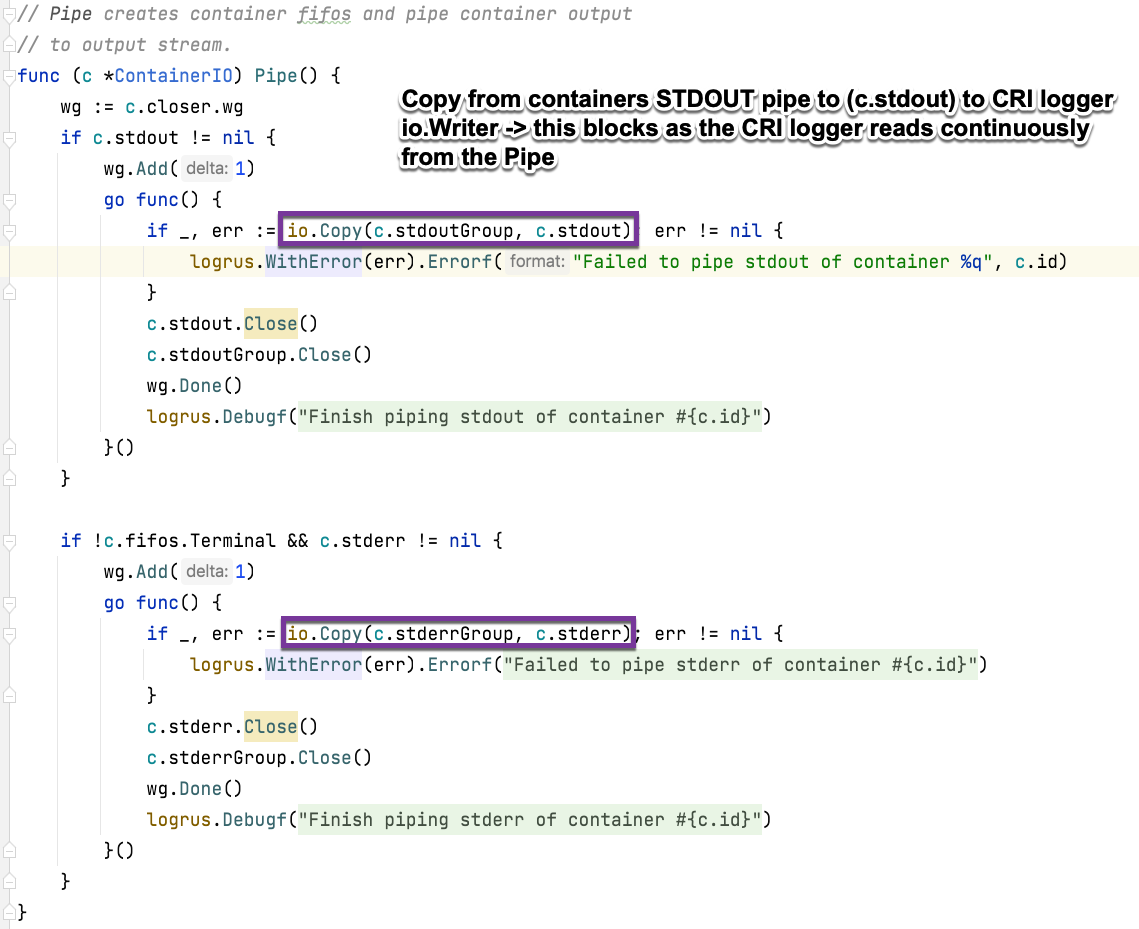 // Pipe creates container fifos and pipe container output
// to output stream.
func (c *ContainerIO) Pipe() {
Copy from containers STDOUT pipe to (c.stdout) to CRI logger
io.Writer -> this blocks as the CRI logger reads continuously
from the Pipe
wg := c.closer.wg
if c.stdout != nil {
wg.Add( delta: 1)
go func() {
if _, err := io.Copy(c.stdoutGroup, c.stdout); err != nil {
logrus.WithError(err).Errorf( format: "Failed to pipe stdout of container %q", c.id)
}
c.stdout.Close()
c.stdoutGroup.Close()
wg.Done()
logrus.Debugf("Finish piping stdout of container #{c.id}")
}()
}
if !c.fifos.Terminal && c.stderr != nil {
wg.Add( delta: 1)
go func() {
if _, err := io.Copy(c.stderrGroup, c.stderr); err != nil {
logrus.WithError(err).Errorf("Failed to pipe stderr of container #{c.id}")
}
c.stderr.Close()
c.stderrGroup.Close()
wg.Done()
logrus.Debugf("Finish piping stderr of container #{c.id}")
}()
}
}